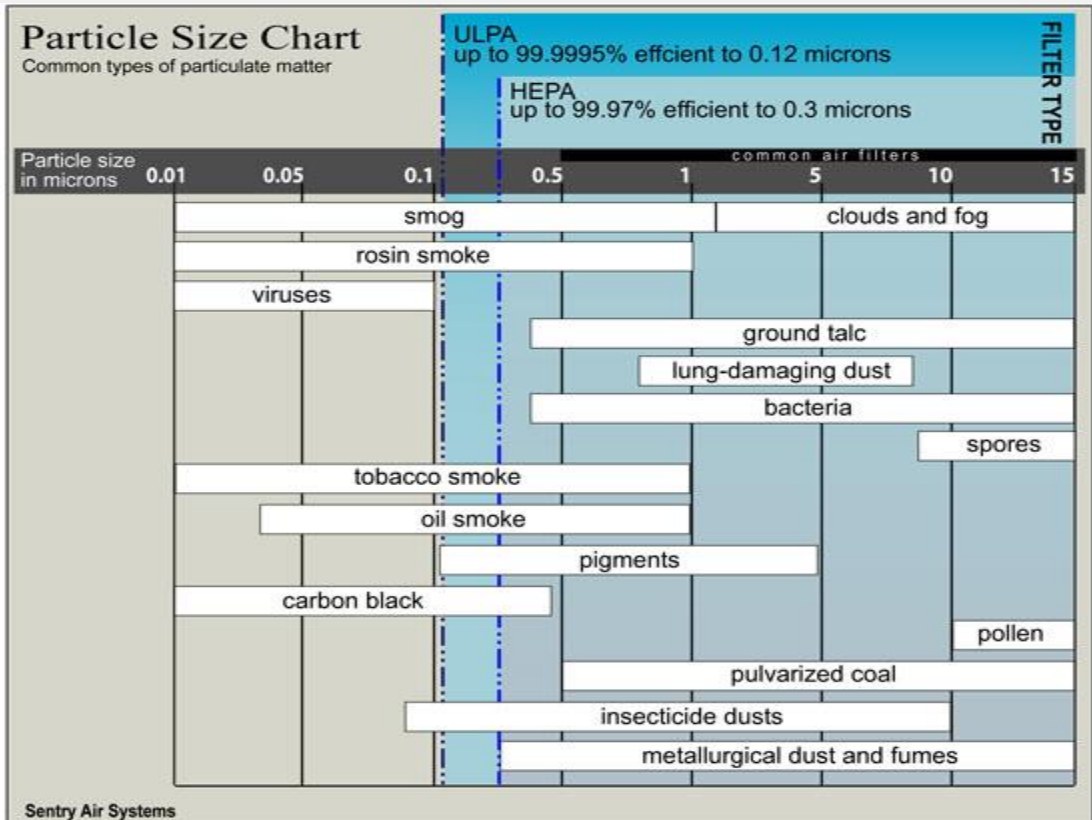 Particle Size Chart
Common types of particulate matter
ULPA
up to 99.9995% effcient to 0.12 microns
HEPA
up to 99.97% efficient to 0.3 microns
FILTER TYPE
common air filters
Particle size
in microns 0.01 0.05 0.1 0.5 1 5 10 15
smog clouds and fog
rosin smoke
viruses
ground talc
lung-damaging dust
bacteria
spores
tobacco smoke
oil smoke
pigments
carbon black
pollen
pulvarized coal
insecticide dusts
metallurgical dust and fumes
Sentry Air Systems